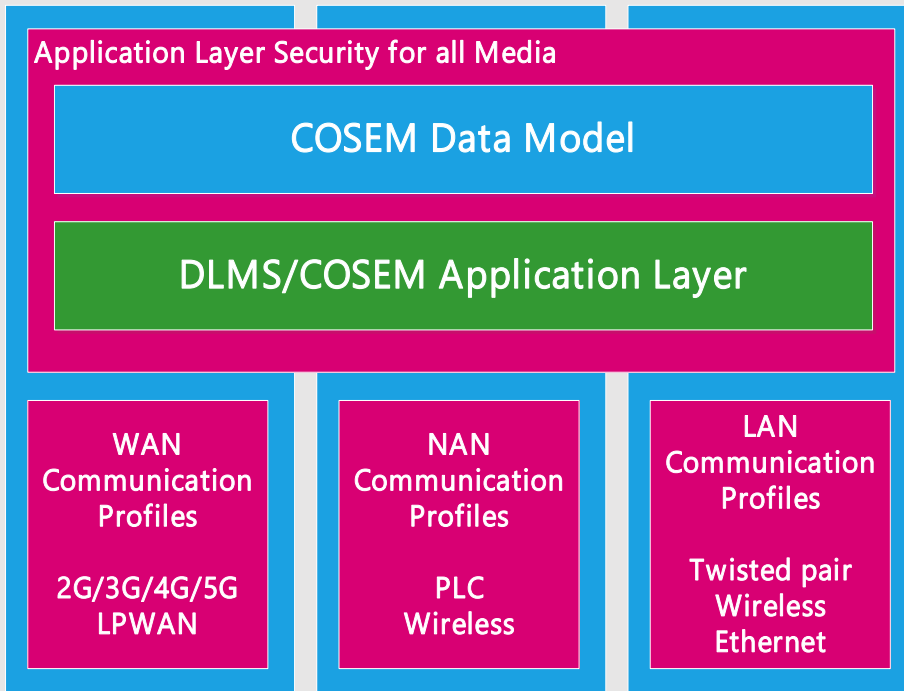 Application Layer Security for all Media
COSEM Data Model
DLMS/COSEM Application Layer
WAN
Communication
Profiles
2G/3G/4G/5G
LPWAN
NAN
Communication
Profiles
PLC
Wireless
LAN
Communication
Profiles
Twisted pair
Wireless
Ethernet